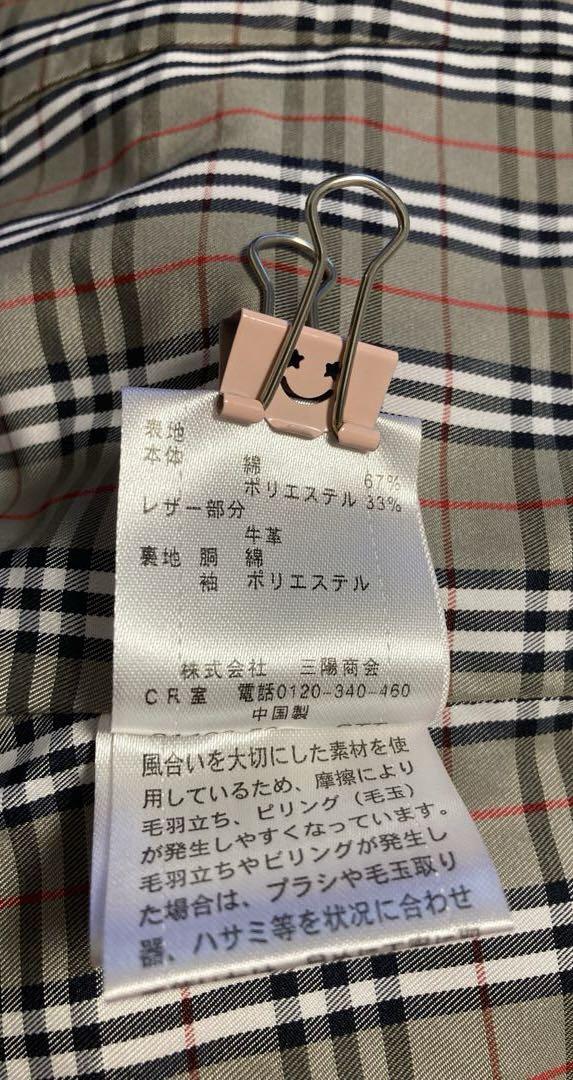 表地
本体 綿 67%
ポリエステル 33%
レザー部分
牛革
裏地 胴 綿
袖 ポリエステル
株式会社 三陽商会
CR室 電話0120-340-460
中国製
風合いを大切にした素材を使
用しているため、摩擦により
毛羽立ち、ピリング（毛玉）
が発生しやすくなっています。
毛羽立ちやピリングが発生し
た場合は、ブラシや毛玉取り
器、ハサミ等を状況に合わせ